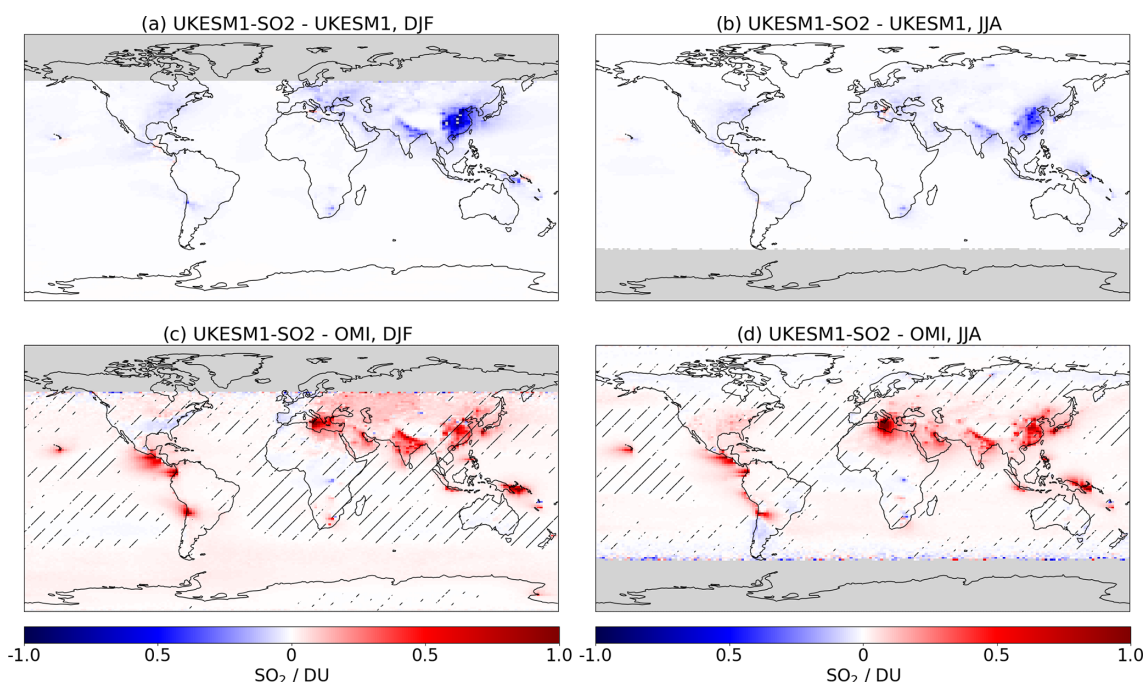 (a) UKESM1-SO2 - UKESM1, DJF
(b) UKESM1-SO2 - UKESM1, JJA
(c) UKESM1-SO2 - OMI, DJF
(d) UKESM1-SO2 - OMI, JJA
-1.0 0.5 0 0.5 1.0
SO₂ / DU
-1.0 0.5 0 0.5 1.0
SO₂ / DU